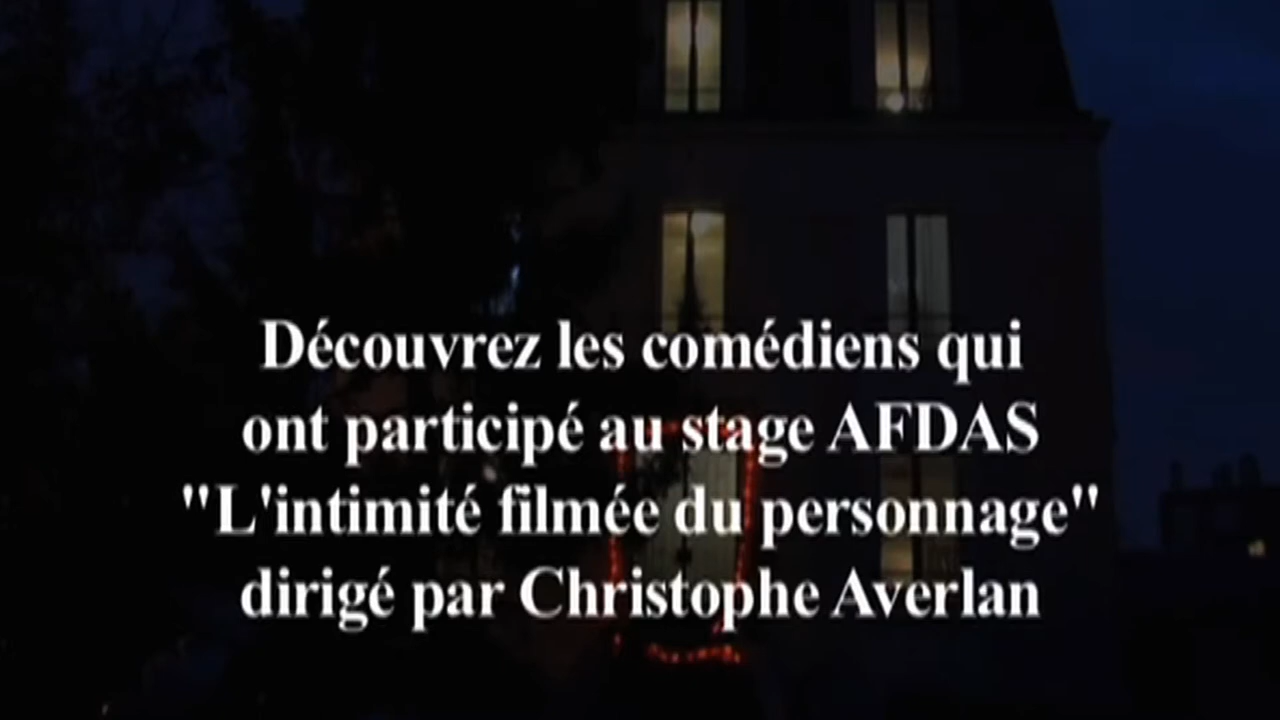 Découvrez les comédiens qui
ont participé au stage AFDAS
"L'intimité filmée du personnage"
dirigé par Christophe Averlan